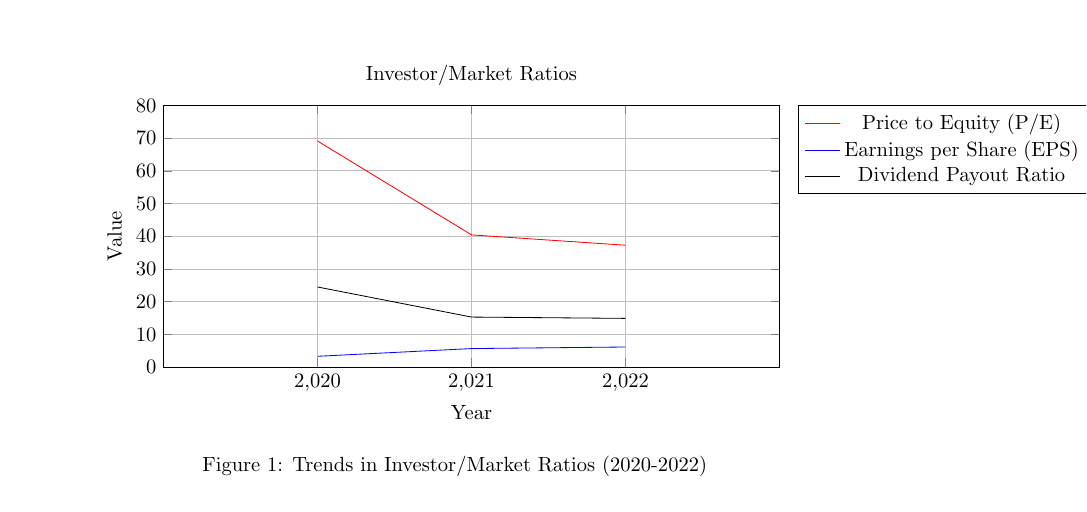 Investor/Market Ratios
80
70
60
50
40
30
20
10
0
Value
2,020 2,021 2,022
Year
Price to Equity (P/E)
Earnings per Share (EPS)
Dividend Payout Ratio
Figure 1: Trends in Investor/Market Ratios (2020-2022)